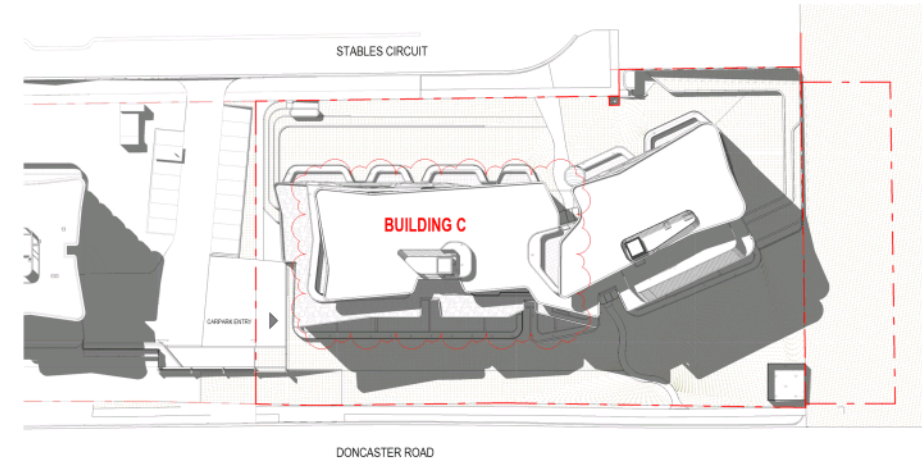 STABLES CIRCUIT
BUILDING C
CARPARK ENTRY
DONCASTER ROAD